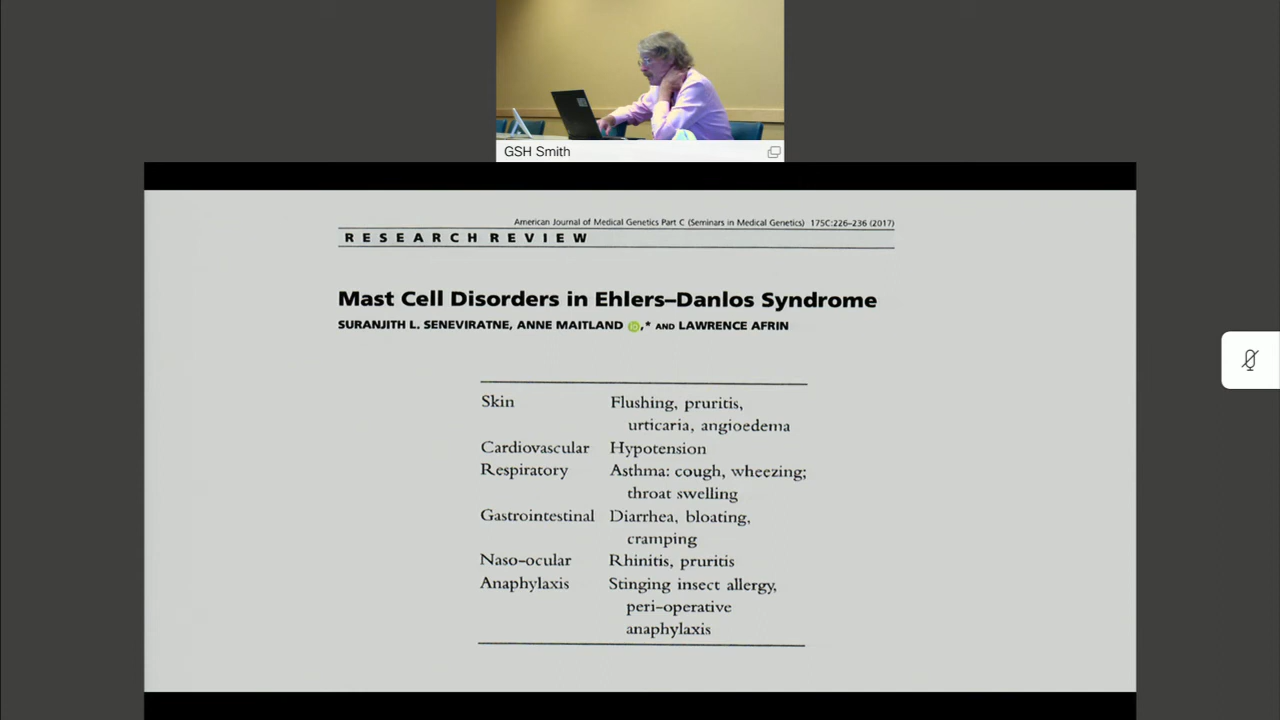 GSH Smith
American Journal of Medical Genetics Part C (Seminars in Medical Genetics) 175C:226–236 (2017)
RESEARCH REVIEW
Mast Cell Disorders in Ehlers–Danlos Syndrome
SURANJITH L. SENEVIRATNE, ANNE MAITLAND iD,* AND LAWRENCE AFRIN
Skin Flushing, pruritis,
urticaria, angioedema
Cardiovascular Hypotension
Respiratory Asthma: cough, wheezing;
throat swelling
Gastrointestinal Diarrhea, bloating,
cramping
Naso-ocular Rhinitis, pruritis
Anaphylaxis Stinging insect allergy,
peri-operative
anaphylaxis